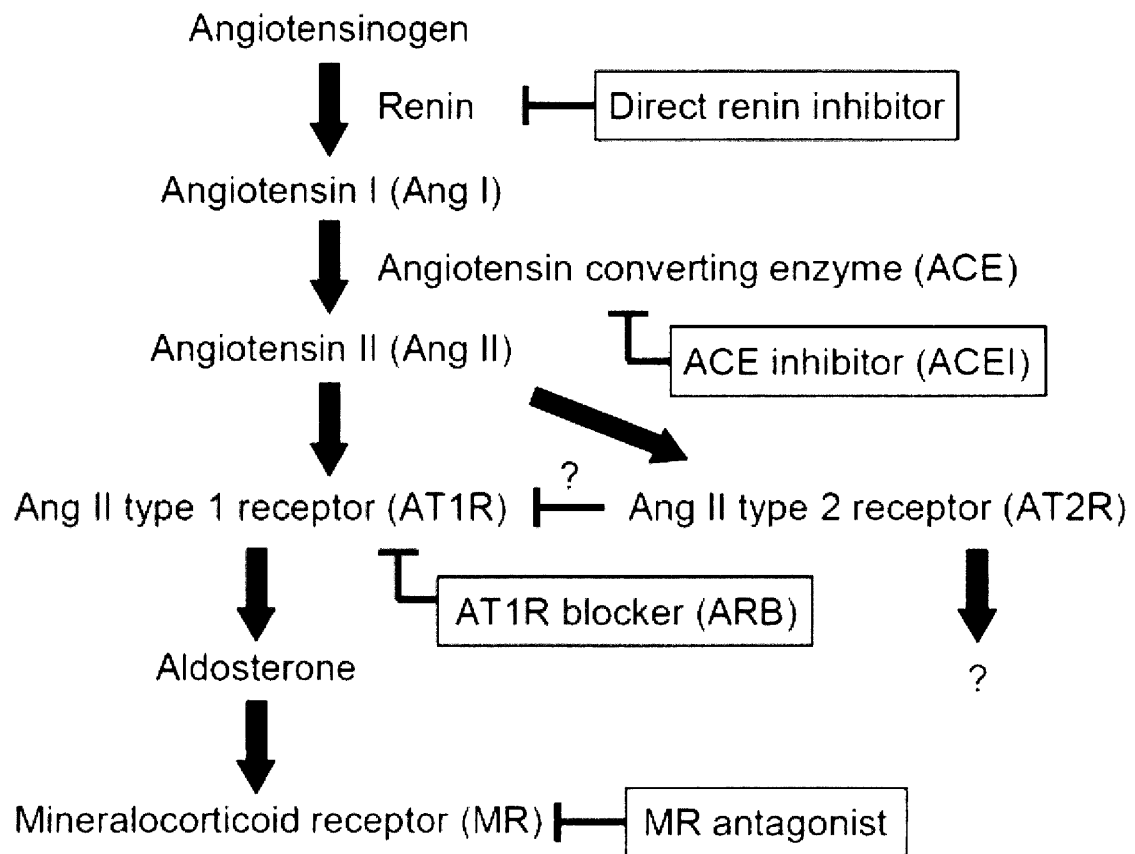 Angiotensinogen
Renin
Direct renin inhibitor
Angiotensin I (Ang I)
Angiotensin converting enzyme (ACE)
Angiotensin II (Ang II)
ACE inhibitor (ACEI)
?
Ang II type 1 receptor (AT1R)
Ang II type 2 receptor (AT2R)
AT1R blocker (ARB)
Aldosterone
?
Mineralocorticoid receptor (MR)
MR antagonist